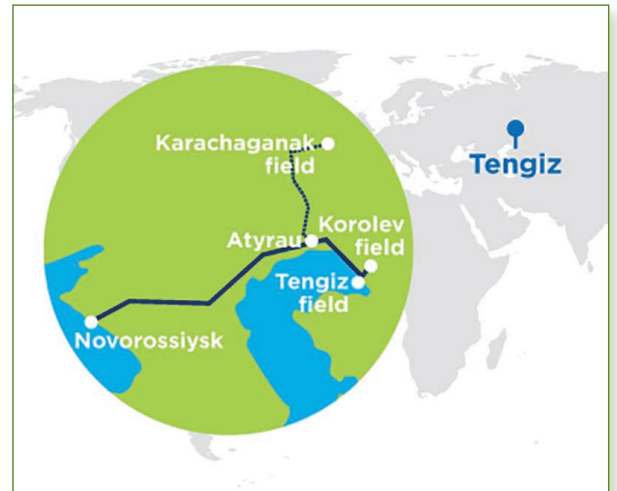 Karachaganak
field
Tengiz
Atyrau
Korolev
field
Tengiz
field
Novorossiysk